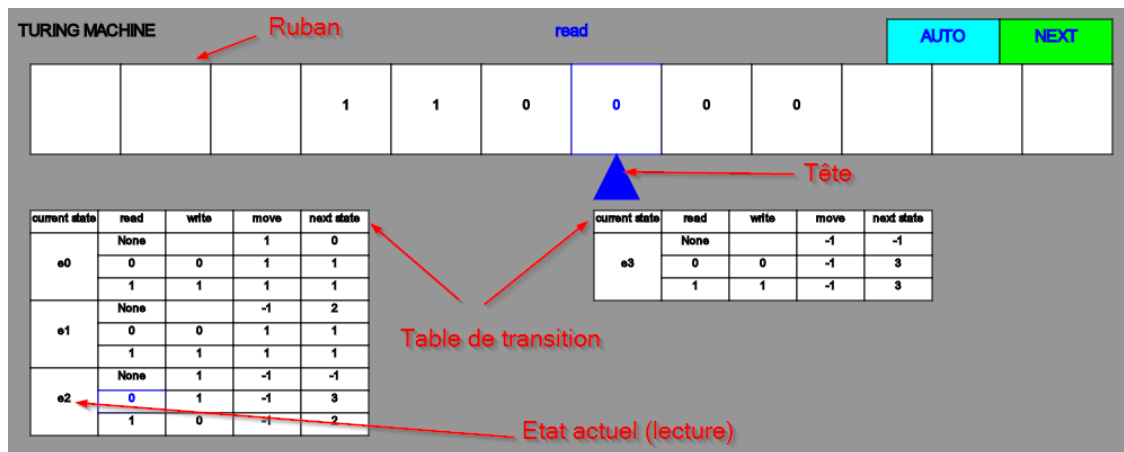 TURING MACHINE Ruban read AUTO NEXT
1 1 0 0 0 0
Tête
current state read write move next state
None 1 0
e0 0 0 1 1
1 1 1 1
None -1 2
e1 0 0 1 1
1 1 1 1
None 1 -1 -1
e2 0 1 -1 3
1 0 -1 2
current state read write move next state
None -1 -1
e3 0 0 -1 3
1 1 -1 3
Table de transition
Etat actuel (lecture)